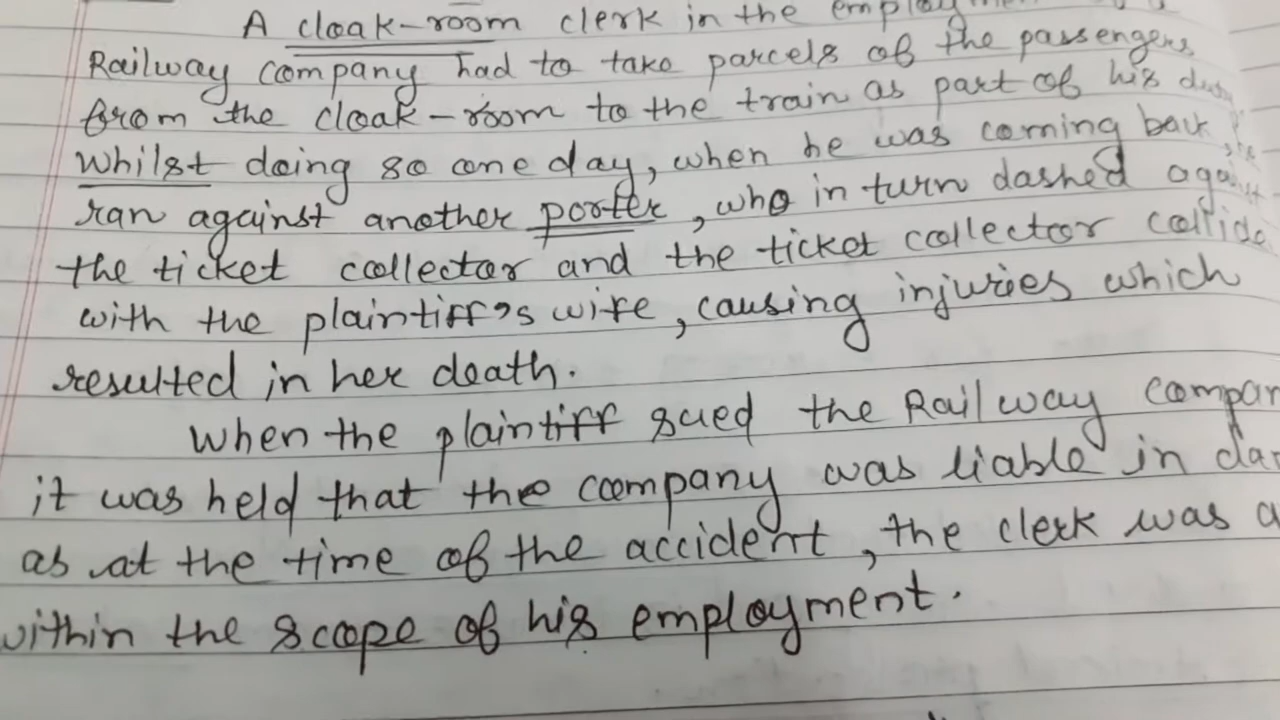 A cloak-room clerk in the
Railway company had to take parcels of the passengers
from the cloak-room to the train as part of his
Whilst doing so one day, when he was coming back,
ran against another porter, who in turn dashed
the ticket collector and the ticket collector
with the plaintiff's wife, causing injuries which
resulted in her death.
When the plaintiff sued the Railway
it was held that the company was liable in
as at the time of the accident, the clerk was
within the scope of his employment.